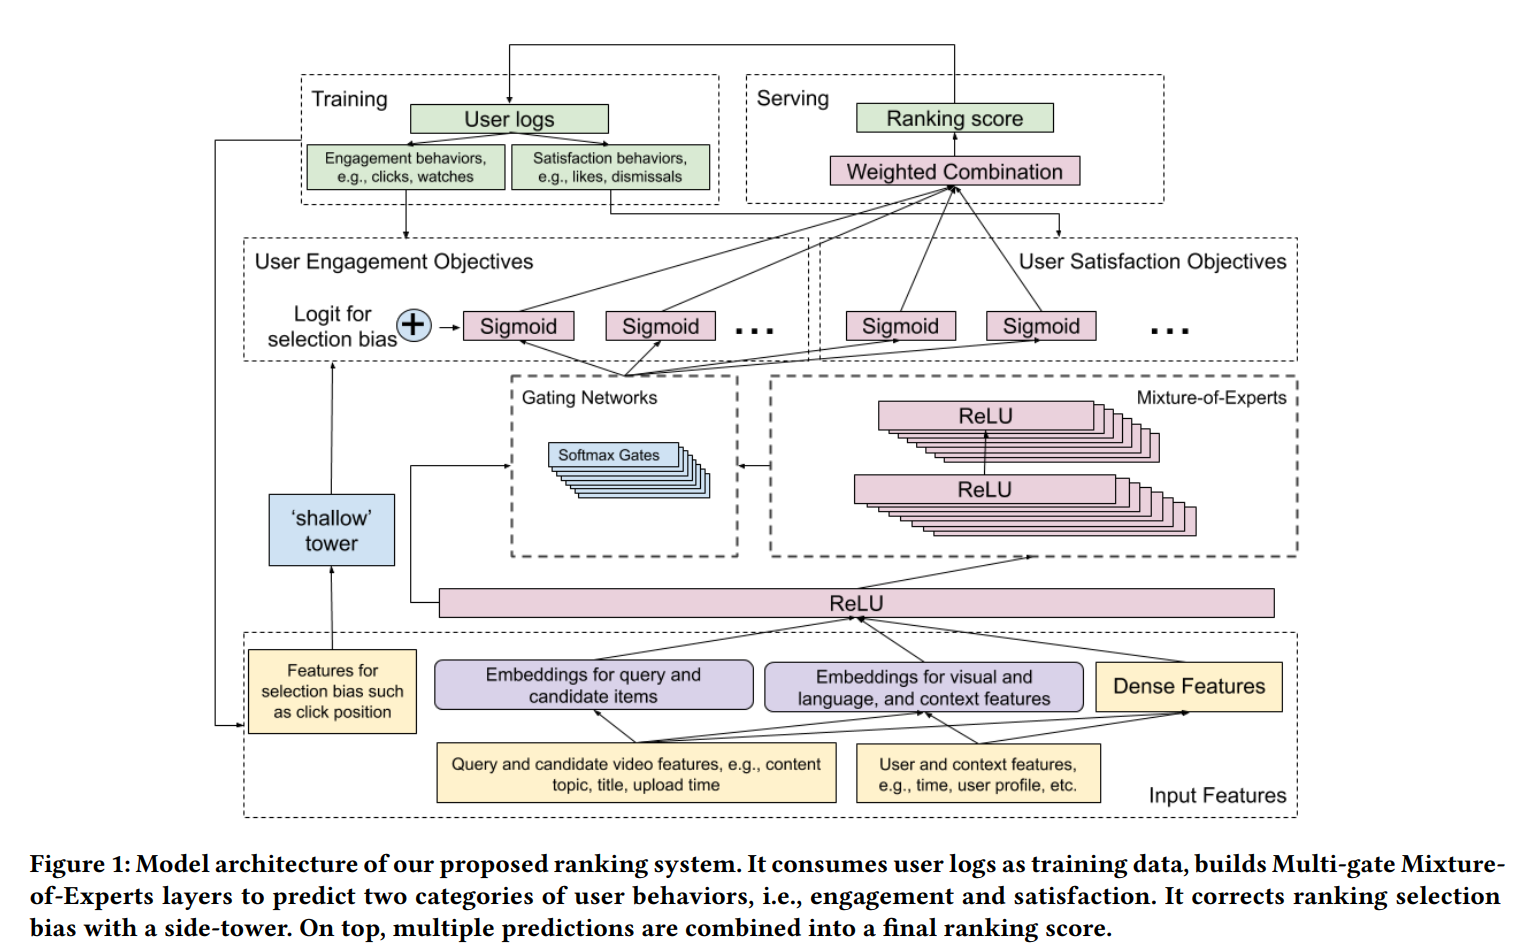 Training
User logs
Engagement behaviors,
e.g., clicks, watches
Satisfaction behaviors,
e.g., likes, dismissals
Serving
Ranking score
Weighted Combination
User Engagement Objectives
Logit for
selection bias
+
Sigmoid
Sigmoid
...
User Satisfaction Objectives
Sigmoid
Sigmoid
...
Gating Networks
Softmax Gates
Mixture-of-Experts
ReLU
ReLU
'shallow'
tower
ReLU
Features for
selection bias such
as click position
Embeddings for query and
candidate items
Embeddings for visual and
language, and context features
Dense Features
Query and candidate video features, e.g., content
topic, title, upload time
User and context features,
e.g., time, user profile, etc.
Input Features
Figure 1: Model architecture of our proposed ranking system. It consumes user logs as training data, builds Multi-gate Mixture-
of-Experts layers to predict two categories of user behaviors, i.e., engagement and satisfaction. It corrects ranking selection
bias with a side-tower. On top, multiple predictions are combined into a final ranking score.